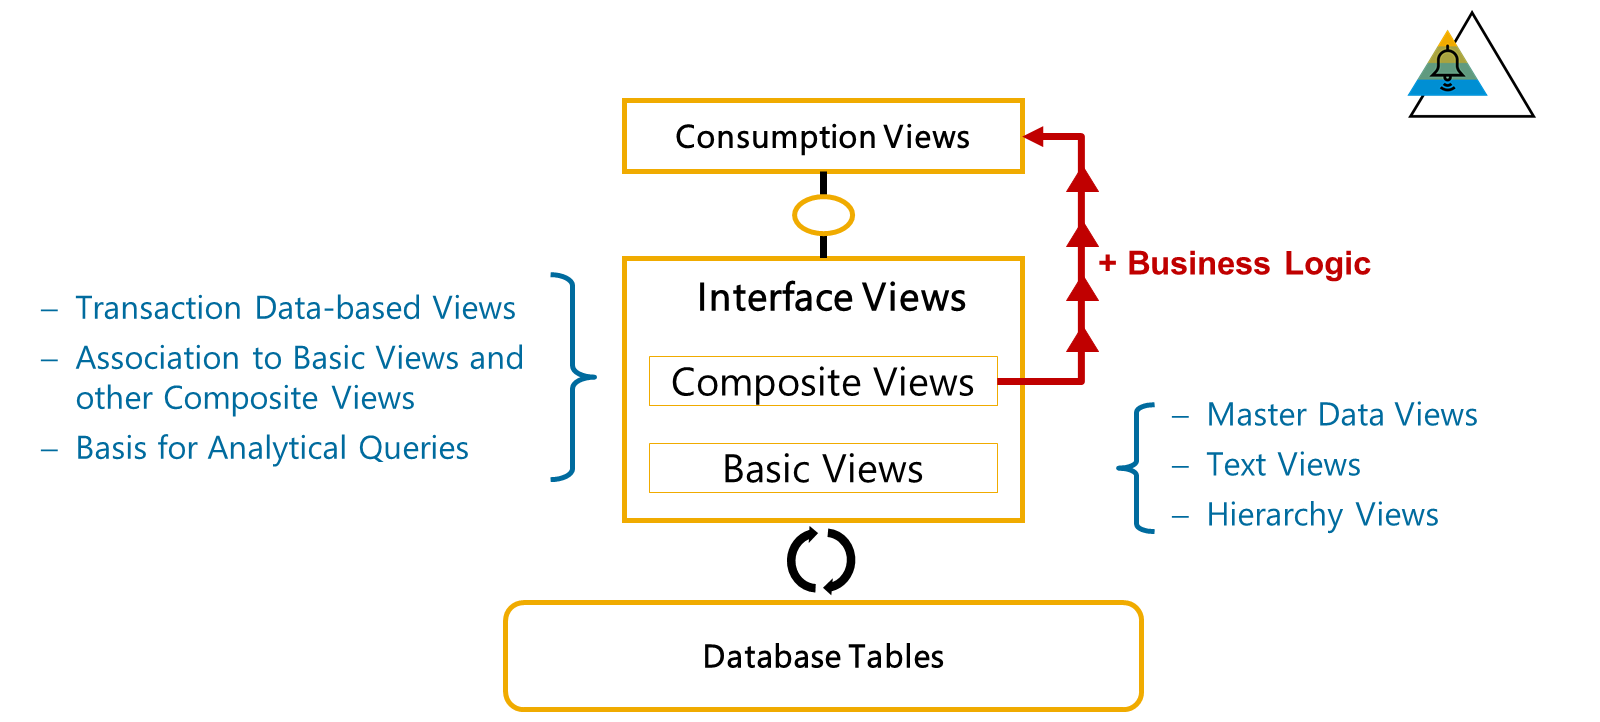 Consumption Views
+ Business Logic
Interface Views
– Transaction Data-based Views
– Association to Basic Views and
other Composite Views
– Basis for Analytical Queries
Composite Views
Basic Views
– Master Data Views
– Text Views
– Hierarchy Views
Database Tables